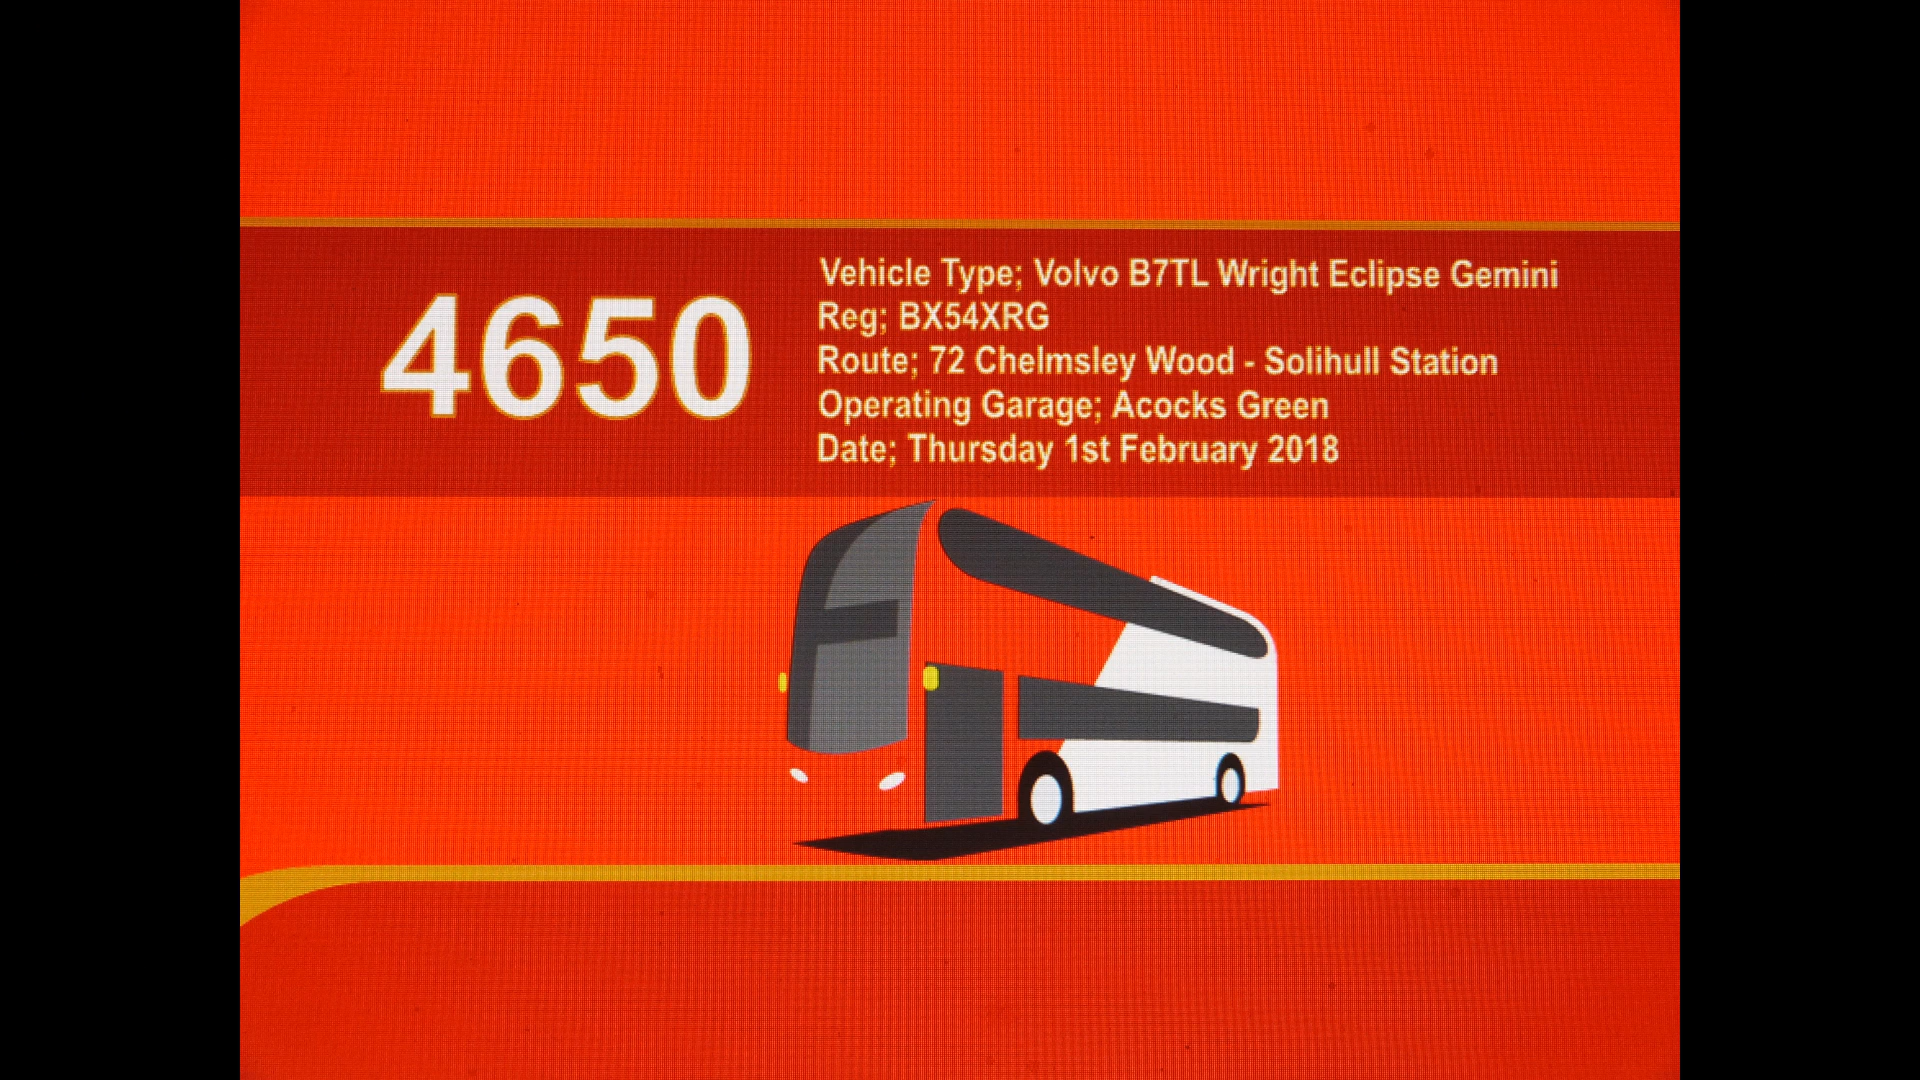 4650
Vehicle Type; Volvo B7TL Wright Eclipse Gemini
Reg; BX54XRG
Route; 72 Chelmsley Wood - Solihull Station
Operating Garage; Acocks Green
Date; Thursday 1st February 2018